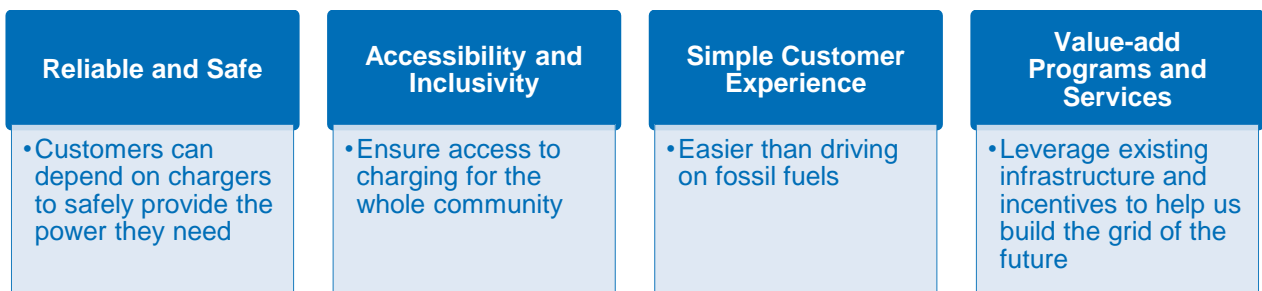 Reliable and Safe
•Customers can
depend on chargers
to safely provide the
power they need
Accessibility and
Inclusivity
•Ensure access to
charging for the
whole community
Simple Customer
Experience
•Easier than driving
on fossil fuels
Value-add
Programs and
Services
•Leverage existing
infrastructure and
incentives to help us
build the grid of the
future